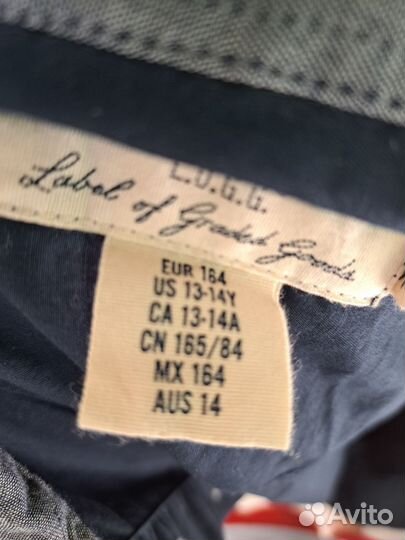 L.O.G.G.
Label of Graded Goods
EUR 164
US 13-14Y
CA 13-14A
CN 165/84
MX 164
AUS 14
Avito